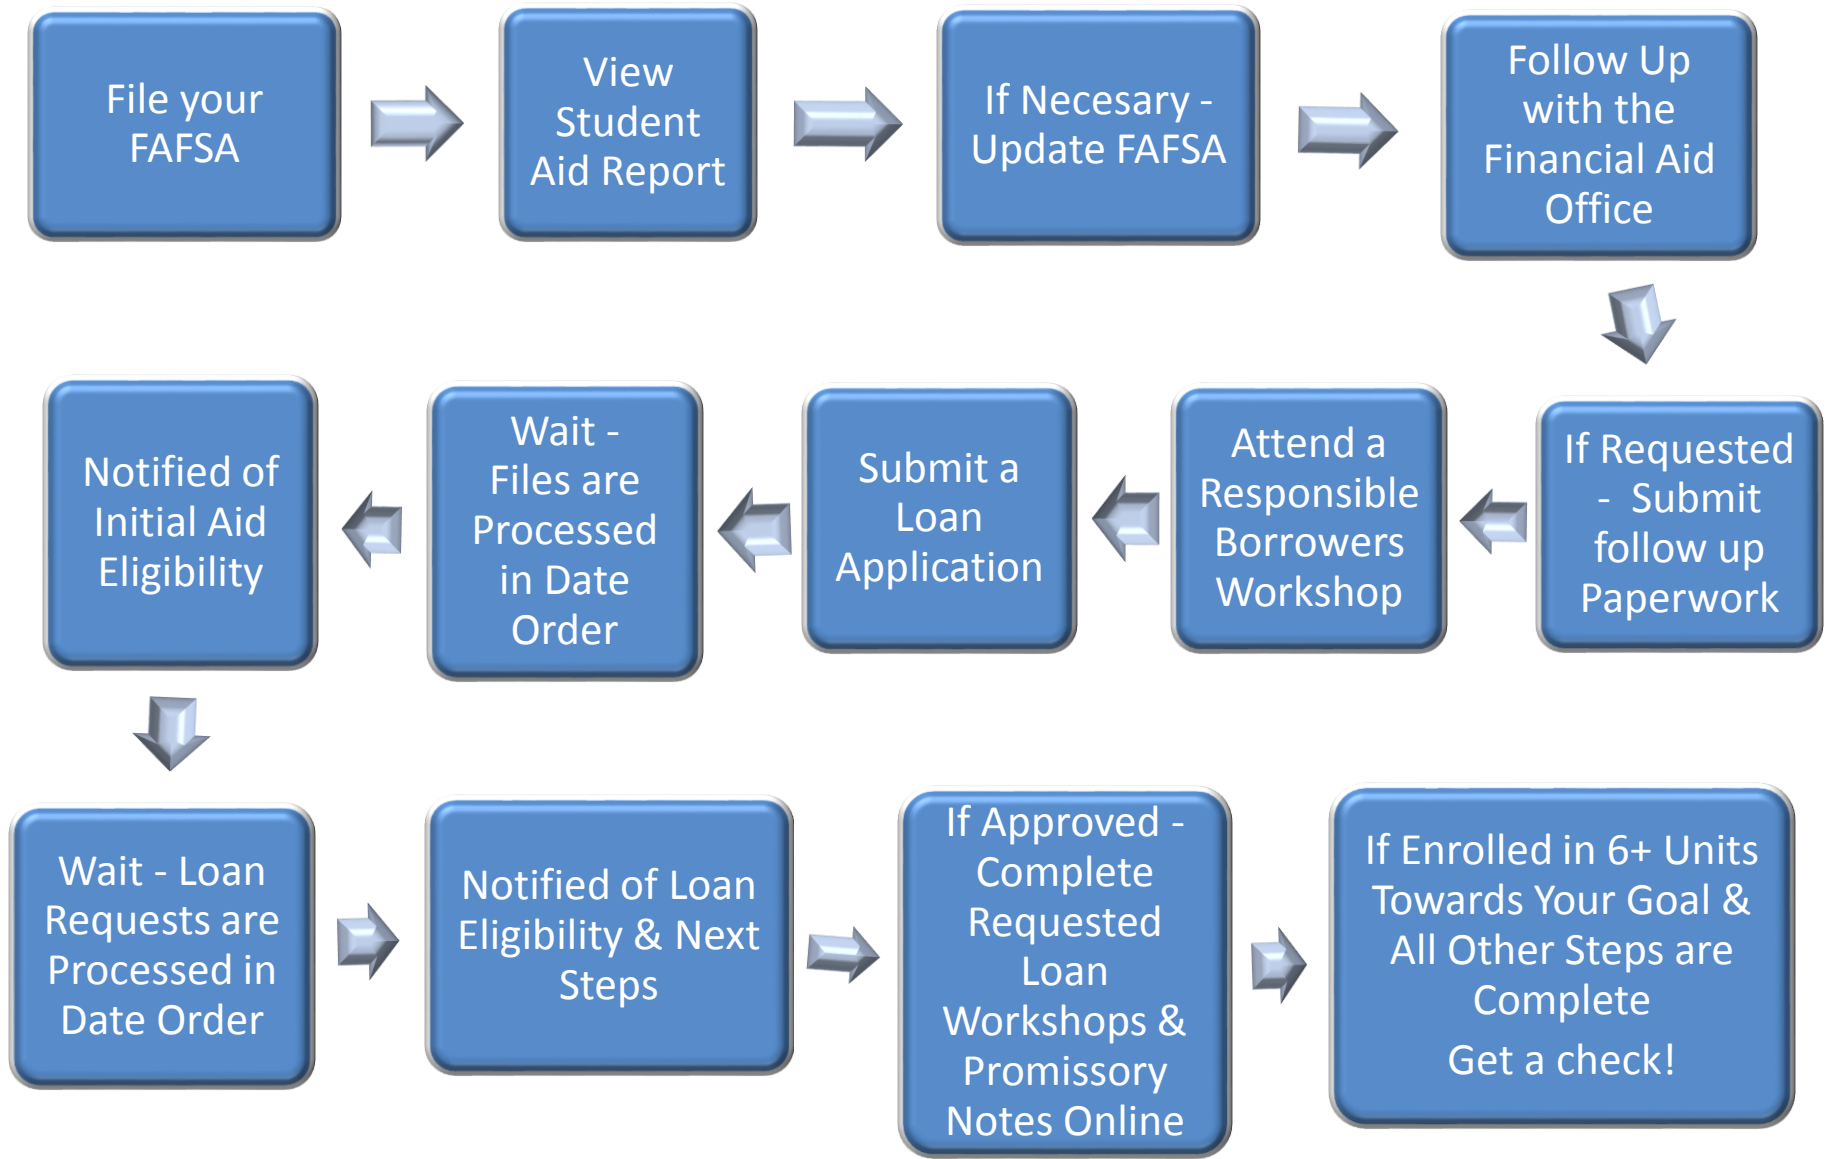 File your
FAFSA
View
Student
Aid Report
If Necesary -
Update FAFSA
Follow Up
with the
Financial Aid
Office
If Requested
- Submit
follow up
Paperwork
Attend a
Responsible
Borrowers
Workshop
Submit a
Loan
Application
Wait -
Files are
Processed
in Date
Order
Notified of
Initial Aid
Eligibility
Wait - Loan
Requests are
Processed in
Date Order
Notified of Loan
Eligibility & Next
Steps
If Approved -
Complete
Requested
Loan
Workshops &
Promissory
Notes Online
If Enrolled in 6+ Units
Towards Your Goal &
All Other Steps are
Complete
Get a check!